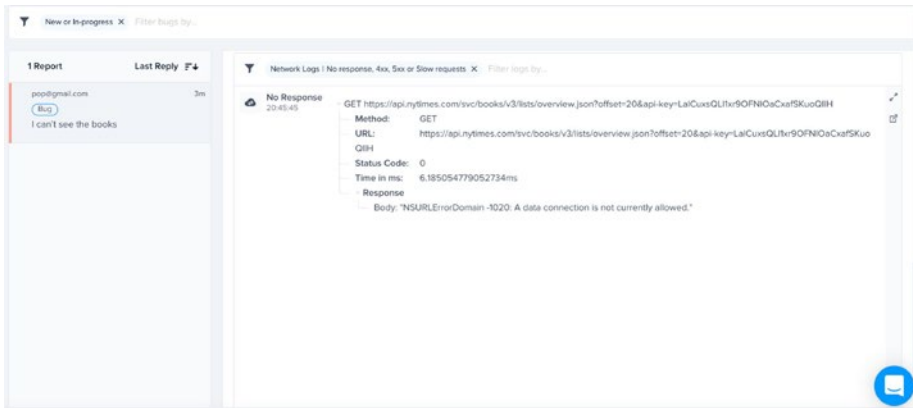 New or In-progress X Filter bugs by...
1 Report Last Reply
pop@gmail.com 3m
Bug
I can't see the books
Network Logs | No response, 4xx, 5xx or Slow requests X Filter logs by...
No Response
20:45:45
GET https://api.nytimes.com/svc/books/v3/lists/overview.json?offset=20&api-key=LaICuxsQLI1xr9OFNIOaCxafSKuoQIIH
Method: GET
URL: https://api.nytimes.com/svc/books/v3/lists/overview.json?offset=20&api-key=LaICuxsQLI1xr9OFNIOaCxafSKuo
QIIH
Status Code: 0
Time in ms: 6.185054779052734ms
Response
Body: "NSURLErrorDomain -1020: A data connection is not currently allowed."